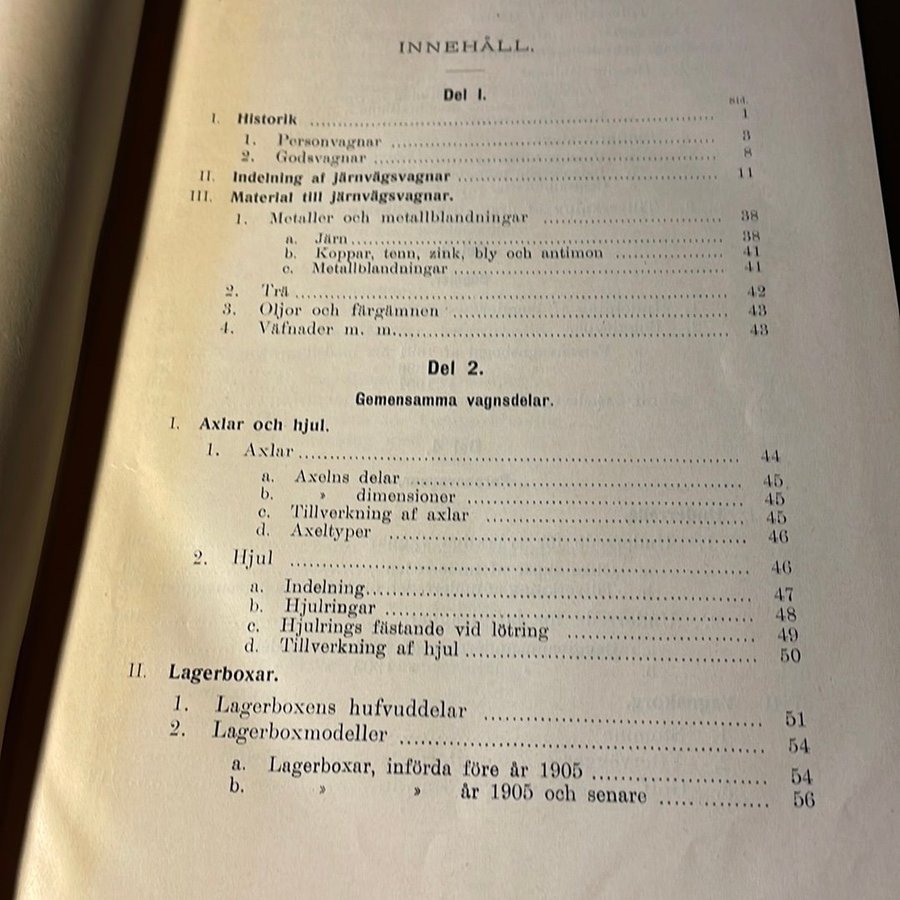 INNEHÅLL.
Del I.
Sid.
I. Historik ........ 1
1. Personvagnar ........ 3
2. Godsvagnar ........ 8
II. Indelning af järnvägsvagnar ........ 11
III. Material till järnvägsvagnar.
1. Metaller och metallblandningar ........ 38
a. Järn ........ 38
b. Koppar, tenn, zink, bly och antimon ........ 41
c. Metallblandningar ........ 41
2. Trä ........ 42
3. Oljor och färgämnen ........ 43
4. Väfnader m. m. ........ 43
Del 2.
Gemensamma vagnsdelar.
I. Axlar och hjul.
1. Axlar ........ 44
a. Axelns delar ........ 45
b. » dimensioner ........ 45
c. Tillverkning af axlar ........ 45
d. Axeltyper ........ 46
2. Hjul ........ 46
a. Indelning ........ 47
b. Hjulringar ........ 48
c. Hjulrings fästande vid lötring ........ 49
d. Tillverkning af hjul ........ 50
II. Lagerboxar.
1. Lagerboxens hufvuddelar ........ 51
2. Lagerboxmodeller ........ 54
a. Lagerboxar, införda före år 1905 ........ 54
b. » » år 1905 och senare ........ 56